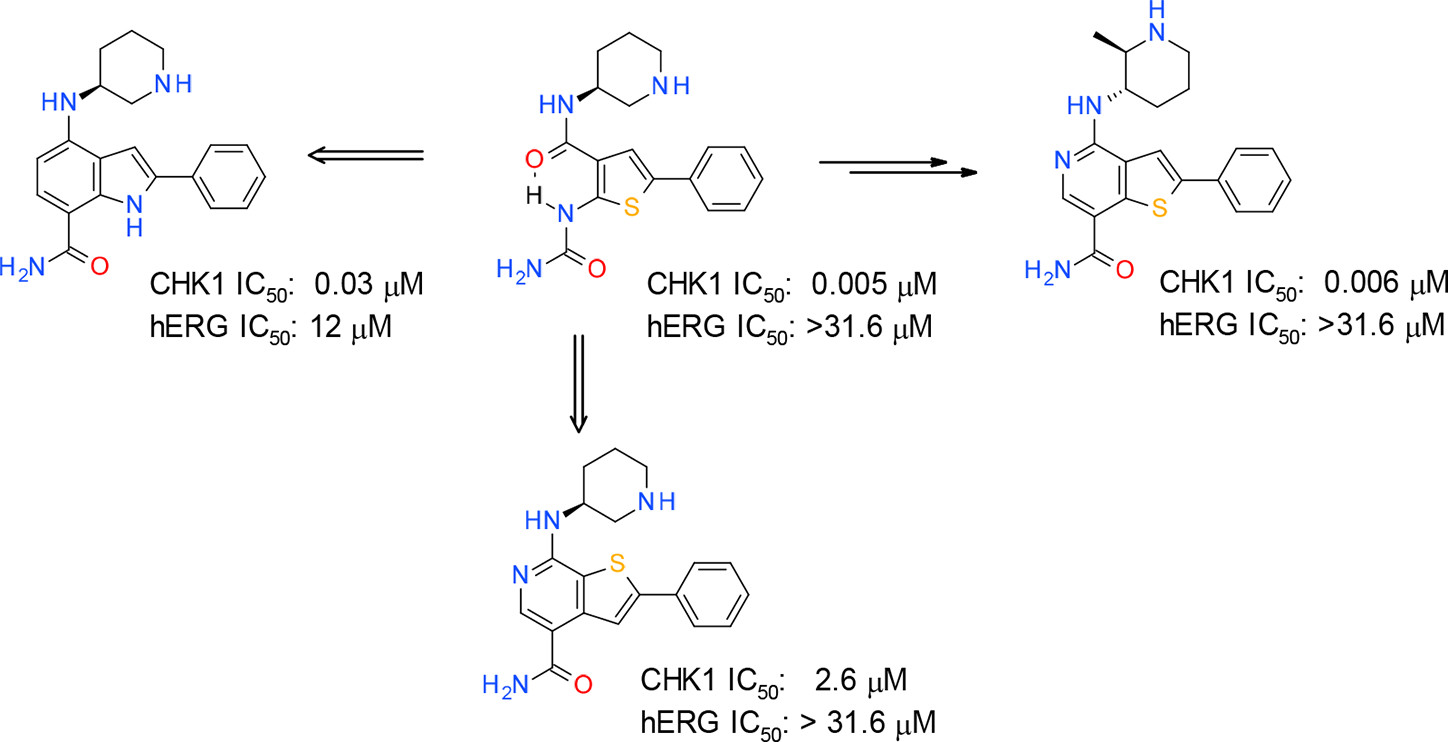 HN
NH
N
H
H2N
O
CHK1 IC50: 0.03 μM
hERG IC50: 12 μM
HN
NH
O
H
N
S
H2N
O
CHK1 IC50: 0.005 μM
hERG IC50: >31.6 μM
H
N
HN
N
S
H2N
O
CHK1 IC50: 0.006 μM
hERG IC50: >31.6 μM
HN
NH
N
S
H2N
O
CHK1 IC50: 2.6 μM
hERG IC50: > 31.6 μM